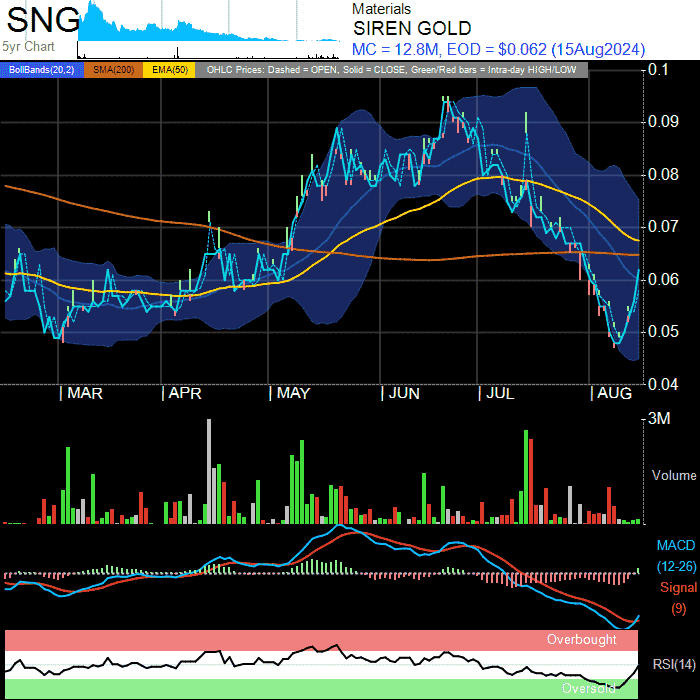 SNG
5yr Chart
Materials
SIREN GOLD
MC = 12.8M, EOD = $0.062 (15Aug2024)
BollBands(20,2) SMA(200) EMA(50) OHLC Prices: Dashed = OPEN, Solid = CLOSE, Green/Red bars = Intra-day HIGH/LOW
0.1
0.09
0.08
0.07
0.06
0.05
0.04
| MAR | APR | MAY | JUN | JUL | AUG
3M
Volume
MACD
(12-26)
Signal
(9)
Overbought
RSI(14)
Oversold